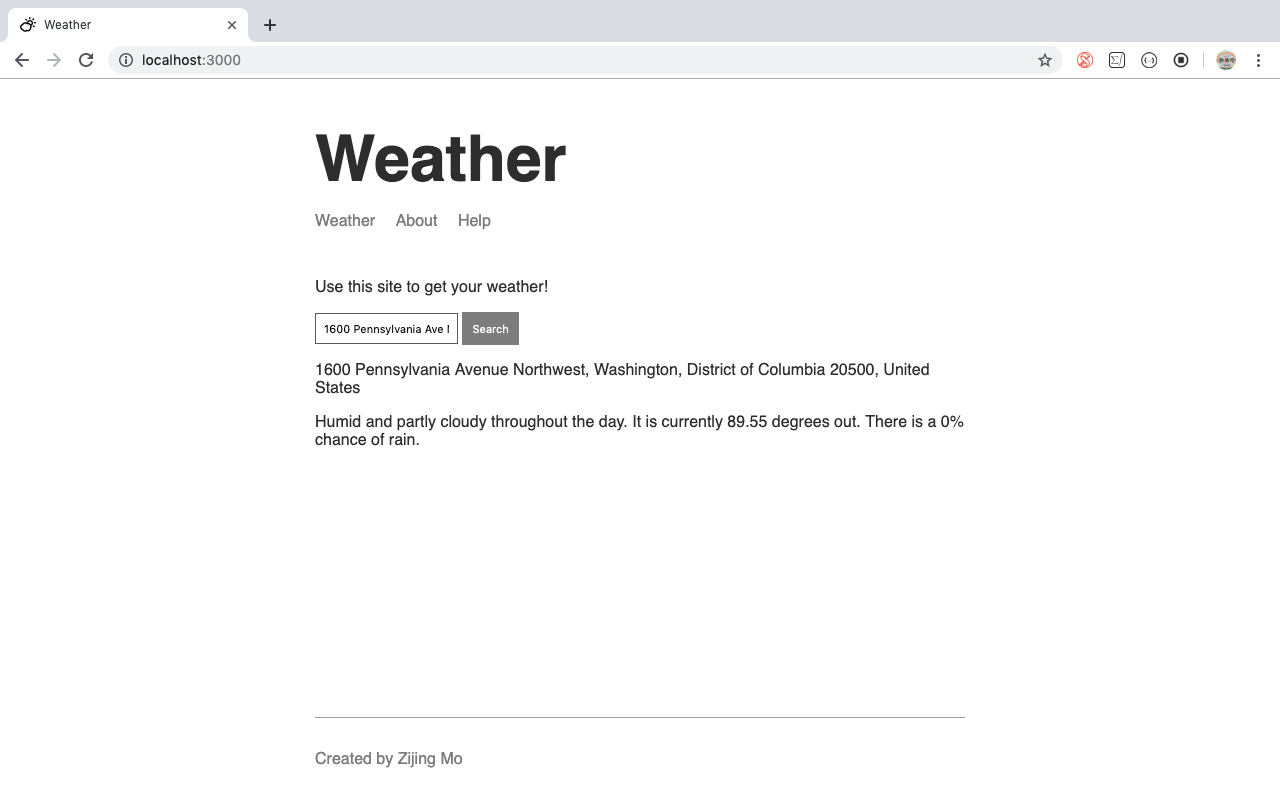 Weather
localhost:3000
Weather
Weather About Help
Use this site to get your weather!
1600 Pennsylvania Ave
Search
1600 Pennsylvania Avenue Northwest, Washington, District of Columbia 20500, United
States
Humid and partly cloudy throughout the day. It is currently 89.55 degrees out. There is a 0%
chance of rain.
Created by Zijing Mo